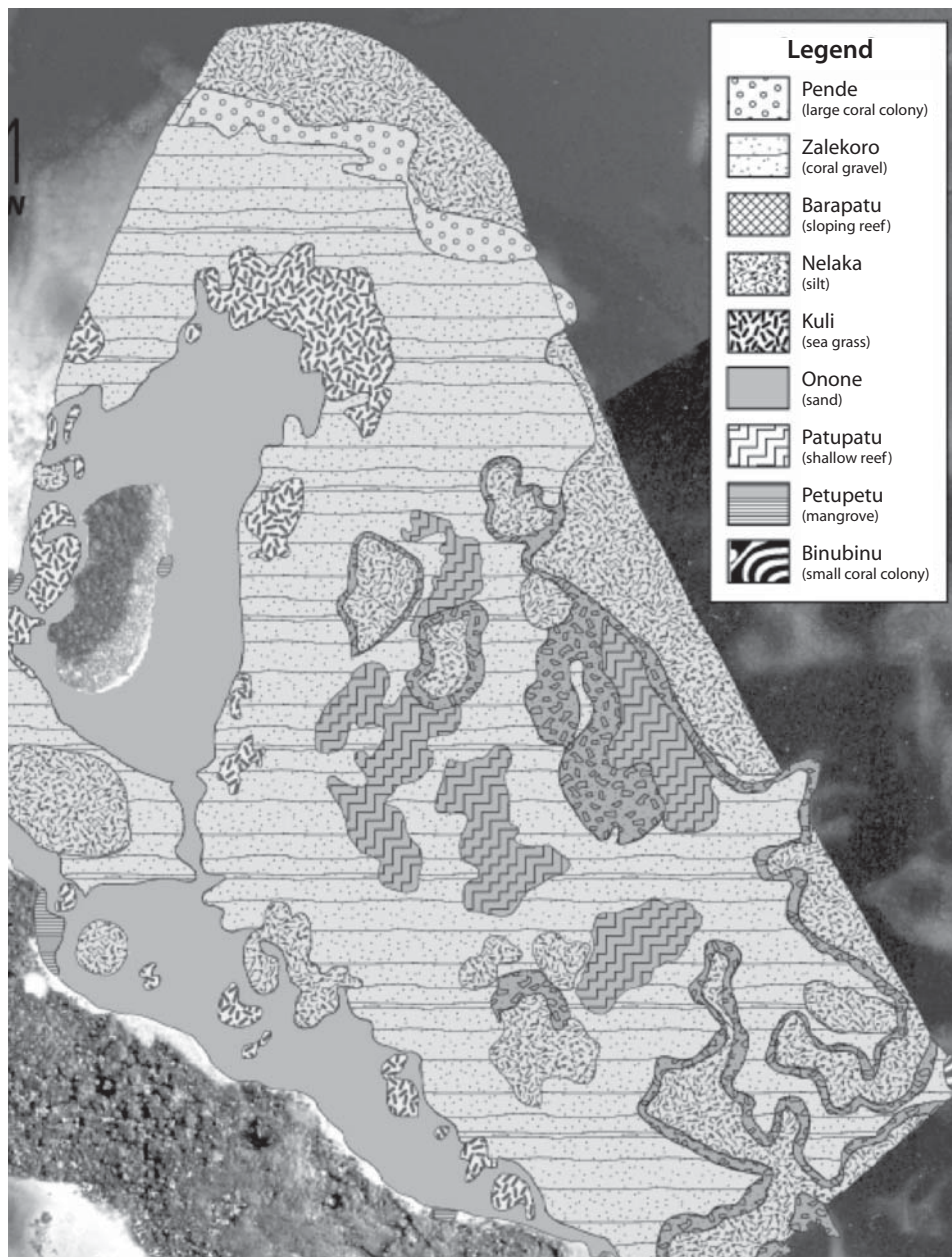 Legend
Pende
(large coral colony)
Zalekoro
(coral gravel)
Barapatu
(sloping reef)
Nelaka
(silt)
Kuli
(sea grass)
Onone
(sand)
Patupatu
(shallow reef)
Petupetu
(mangrove)
Binubinu
(small coral colony)